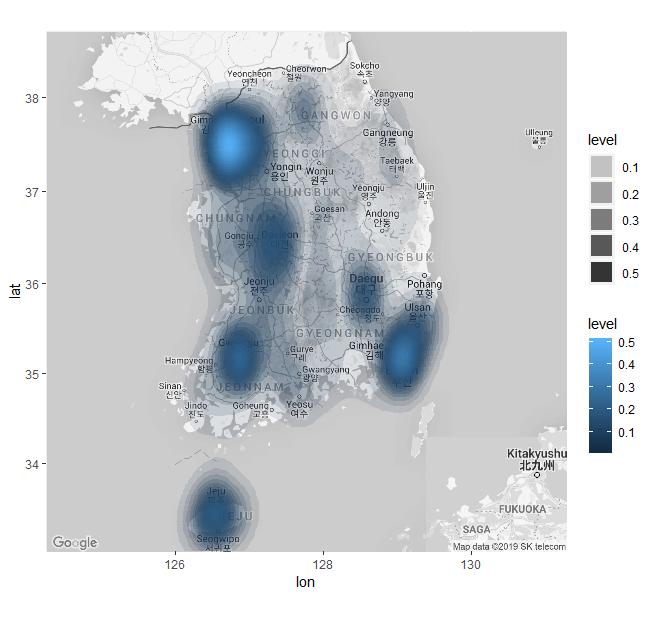 Sokcho
속초
Cheorwon
철원
Yeoncheon
연천
Yangyang
양양
38
GANGWON
Gangneung
강릉
Ulleung
울릉
YEONGGI
Taebaek
태백
Yongin
용인
Wonju
원주
37
CHUNGBUK
Yeongju
영주
Uljin
울진
CHUNGNAM
Goesan
괴산
Andong
안동
Gongju
공주
Daejeon
대전
GYEONGBUK
36
Jeonju
전주
Daegu
대구
Pohang
포항
JEONBUK
Cheongdo
청도
Ulsan
울산
GYEONGNAM
Gimhae
김해
Gurye
구례
35
Hampyeong
함평
Gwangyang
광양
JEONNAM
Sinan
신안
Jindo
진도
Goheung
고흥
Yeosu
여수
34
Kitakyushu
北九州
Jeju
EJU
FUKUOKA
SAGA
Seogwipo
서귀포
Google
Map data ©2019 SK telecom
126
128
130
lon
lat
level
0.1
0.2
0.3
0.4
0.5
level
0.5
0.4
0.3
0.2
0.1